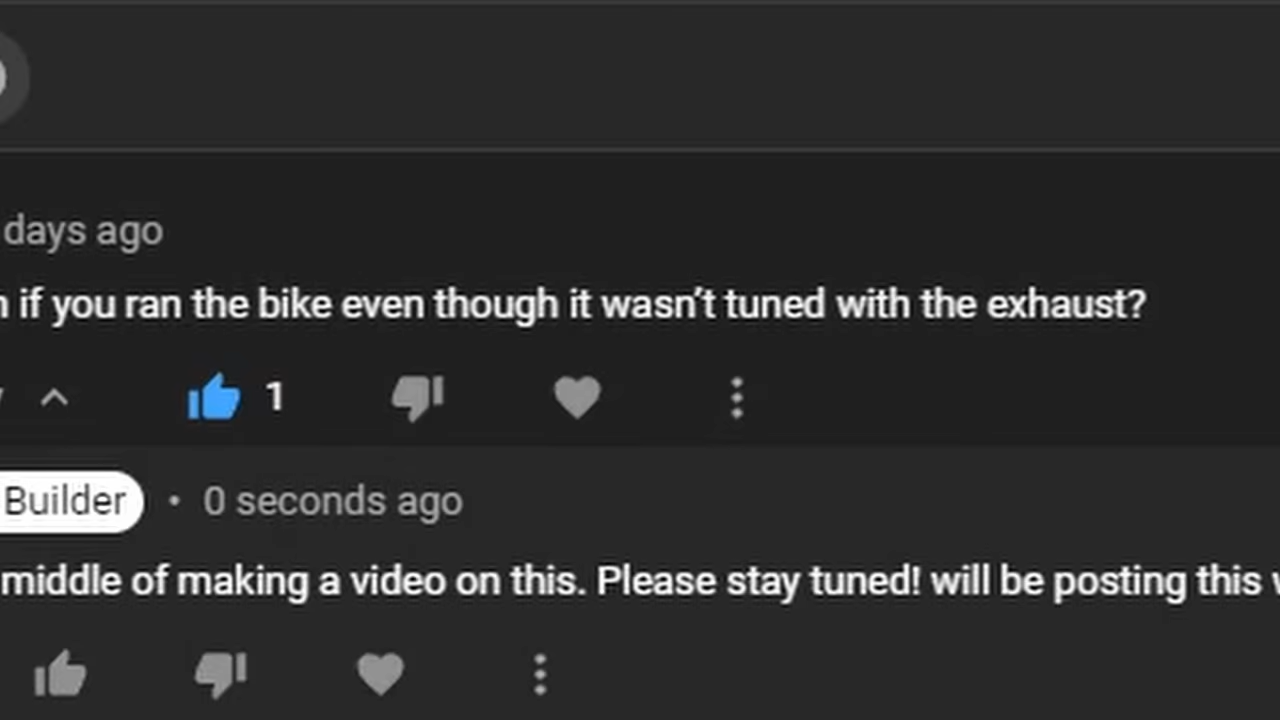 days ago
if you ran the bike even though it wasn't tuned with the exhaust?
1
Builder • 0 seconds ago
middle of making a video on this. Please stay tuned! will be posting this